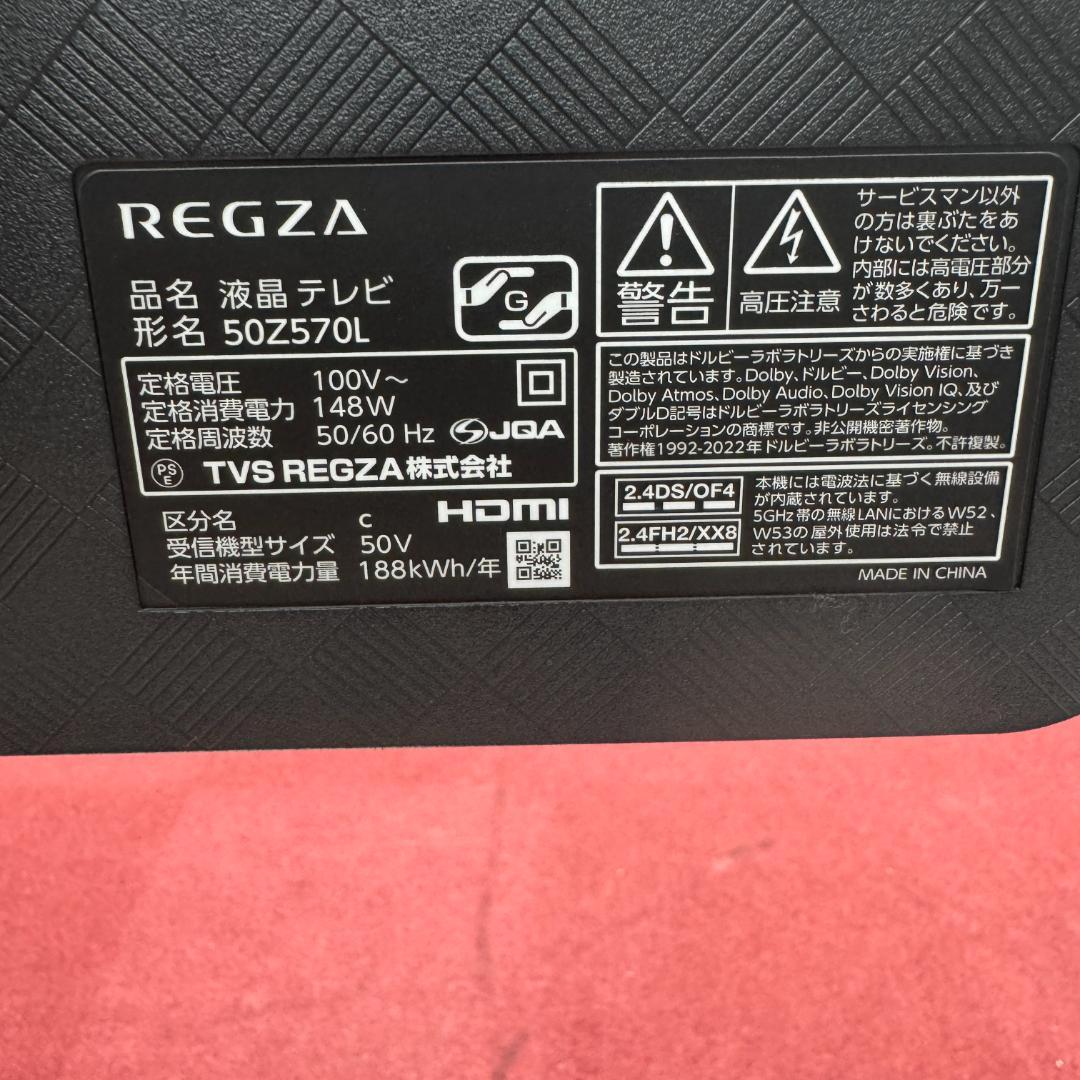 REGZA
品名 液晶テレビ
形名 50Z570L
G
定格電圧 100V～
定格消費電力 148W
定格周波数 50/60 Hz
JQA
PS
E
TVS REGZA株式会社
区分名 c
HDMI
受信機型サイズ 50V
年間消費電力量 188kWh/年
警告
高圧注意
サービスマン以外
の方は裏ぶたをあ
けないでください。
内部には高電圧部分
が数多くあり、万一
さわると危険です。
この製品はドルビーラボラトリーズからの実施権に基づき
製造されています。Dolby、ドルビー、Dolby Vision、
Dolby Atmos、Dolby Audio、Dolby Vision IQ、及び
ダブルD記号はドルビーラボラトリーズライセンシング
コーポレーションの商標です。非公開機密著作物。
著作権1992-2022年ドルビーラボラトリーズ。不許複製。
2.4DS/OF4
2.4FH2/XX8
本機には電波法に基づく無線設備
が内蔵されています。
5GHz帯の無線LANにおけるW52、
W53の屋外使用は法令で禁止
されています。
MADE IN CHINA